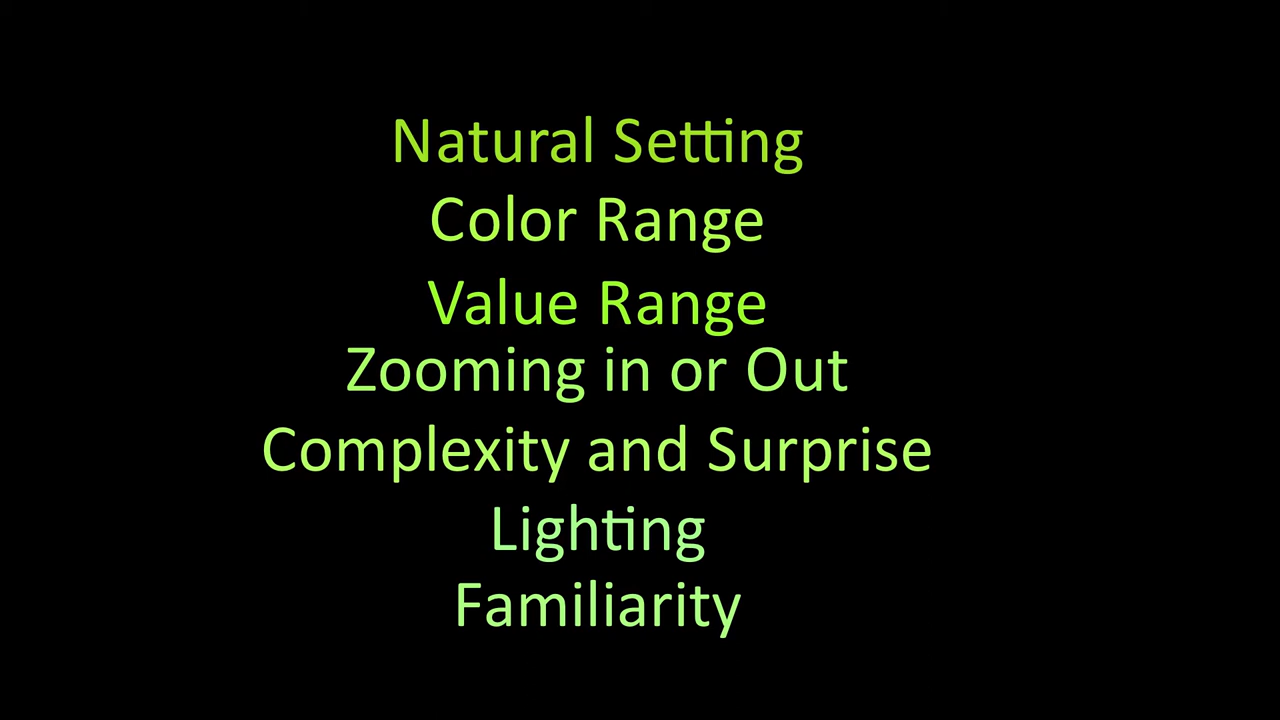 Natural Setting
Color Range
Value Range
Zooming in or Out
Complexity and Surprise
Lighting
Familiarity